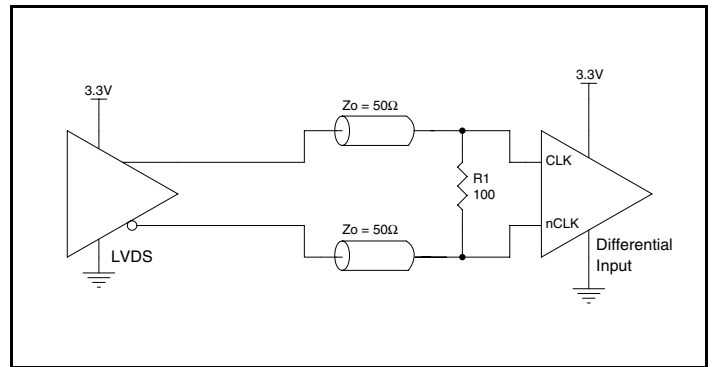 3.3V
3.3V
Zo = 50Ω
CLK
R1
100
Zo = 50Ω
nCLK
LVDS
Differential
Input